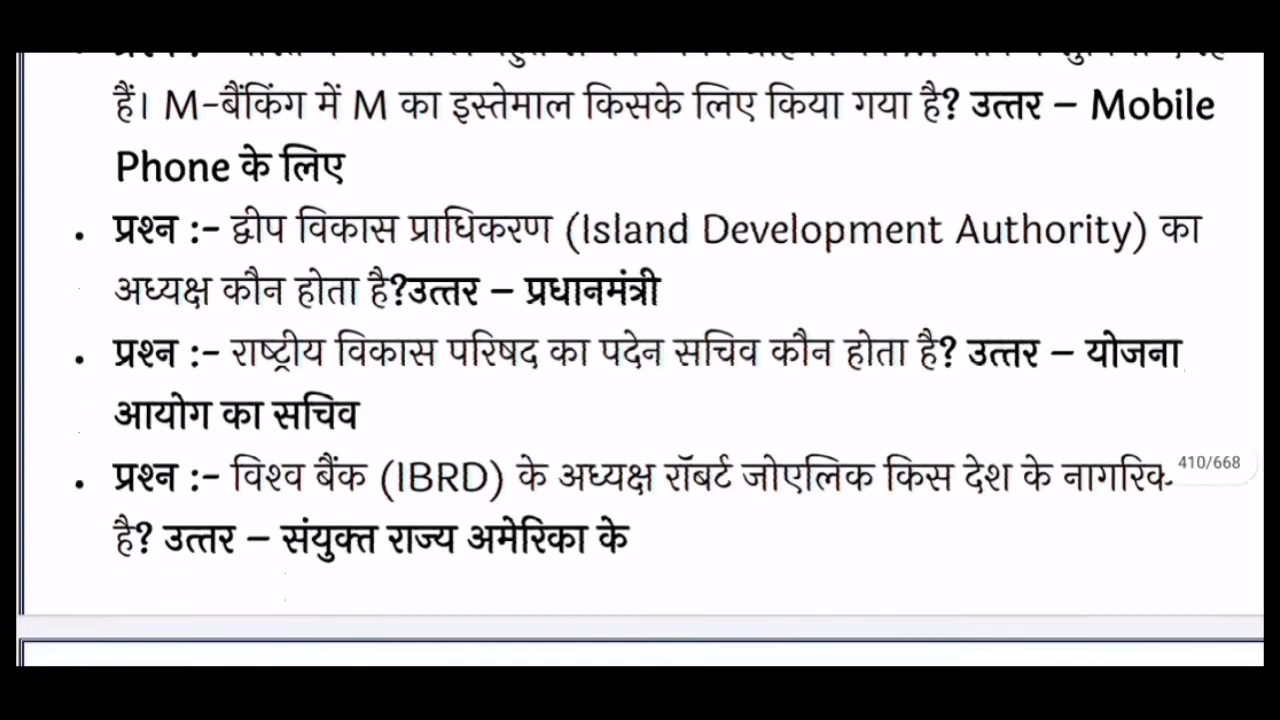 हैं। M-बैंकिंग में M का इस्तेमाल किसके लिए किया गया है? उत्तर – Mobile
Phone के लिए
• प्रश्न :- द्वीप विकास प्राधिकरण (Island Development Authority) का
अध्यक्ष कौन होता है?उत्तर – प्रधानमंत्री
• प्रश्न :- राष्ट्रीय विकास परिषद का पदेन सचिव कौन होता है? उत्तर – योजना
आयोग का सचिव
• प्रश्न :- विश्व बैंक (IBRD) के अध्यक्ष रॉबर्ट जोएलिक किस देश के नागरिक
410/668
है? उत्तर – संयुक्त राज्य अमेरिका के